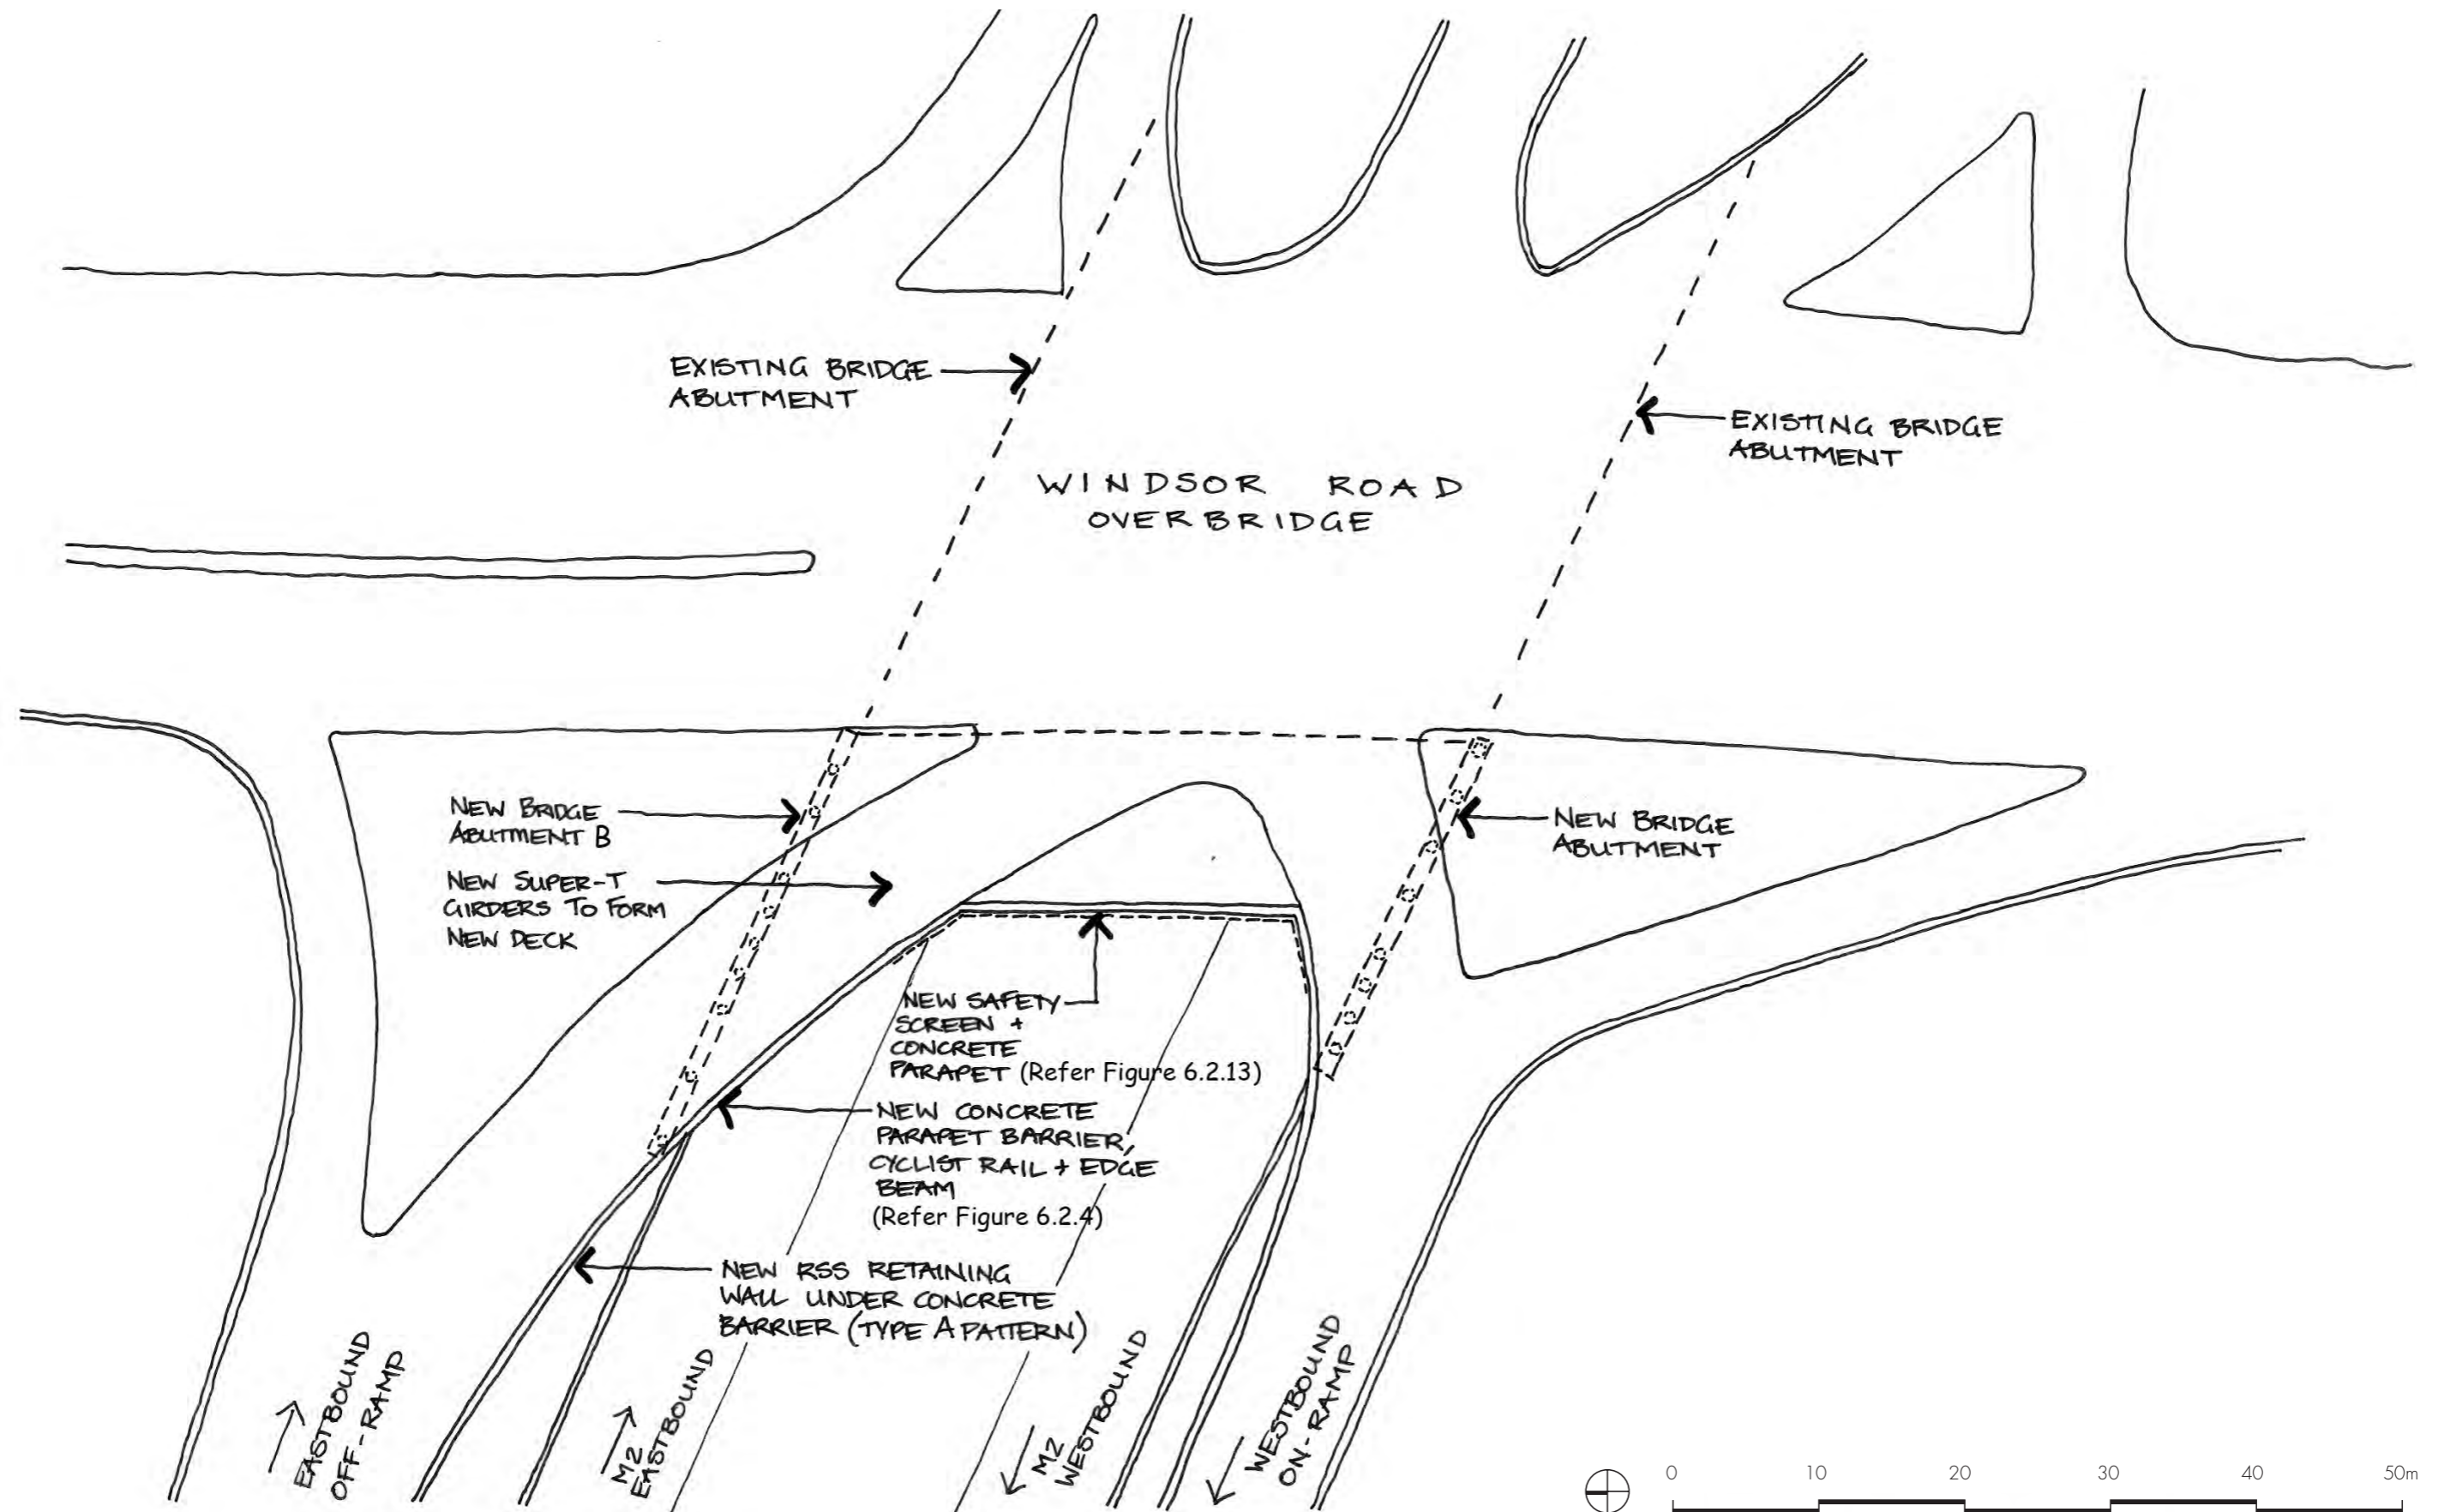 EXISTING BRIDGE
ABUTMENT
EXISTING BRIDGE
ABUTMENT
WINDSOR ROAD
OVERBRIDGE
NEW BRIDGE
ABUTMENT B
NEW SUPER-T
GIRDERS TO FORM
NEW DECK
NEW BRIDGE
ABUTMENT
NEW SAFETY
SCREEN +
CONCRETE
PARAPET (Refer Figure 6.2.13)
NEW CONCRETE
PARAPET BARRIER,
CYCLIST RAIL + EDGE
BEAM
(Refer Figure 6.2.4)
NEW RSS RETAINING
WALL UNDER CONCRETE
BARRIER (TYPE A PATTERN)
EASTBOUND
OFF-RAMP
M2
EASTBOUND
M2
WESTBOUND
WESTBOUND
ON-RAMP
0 10 20 30 40 50m